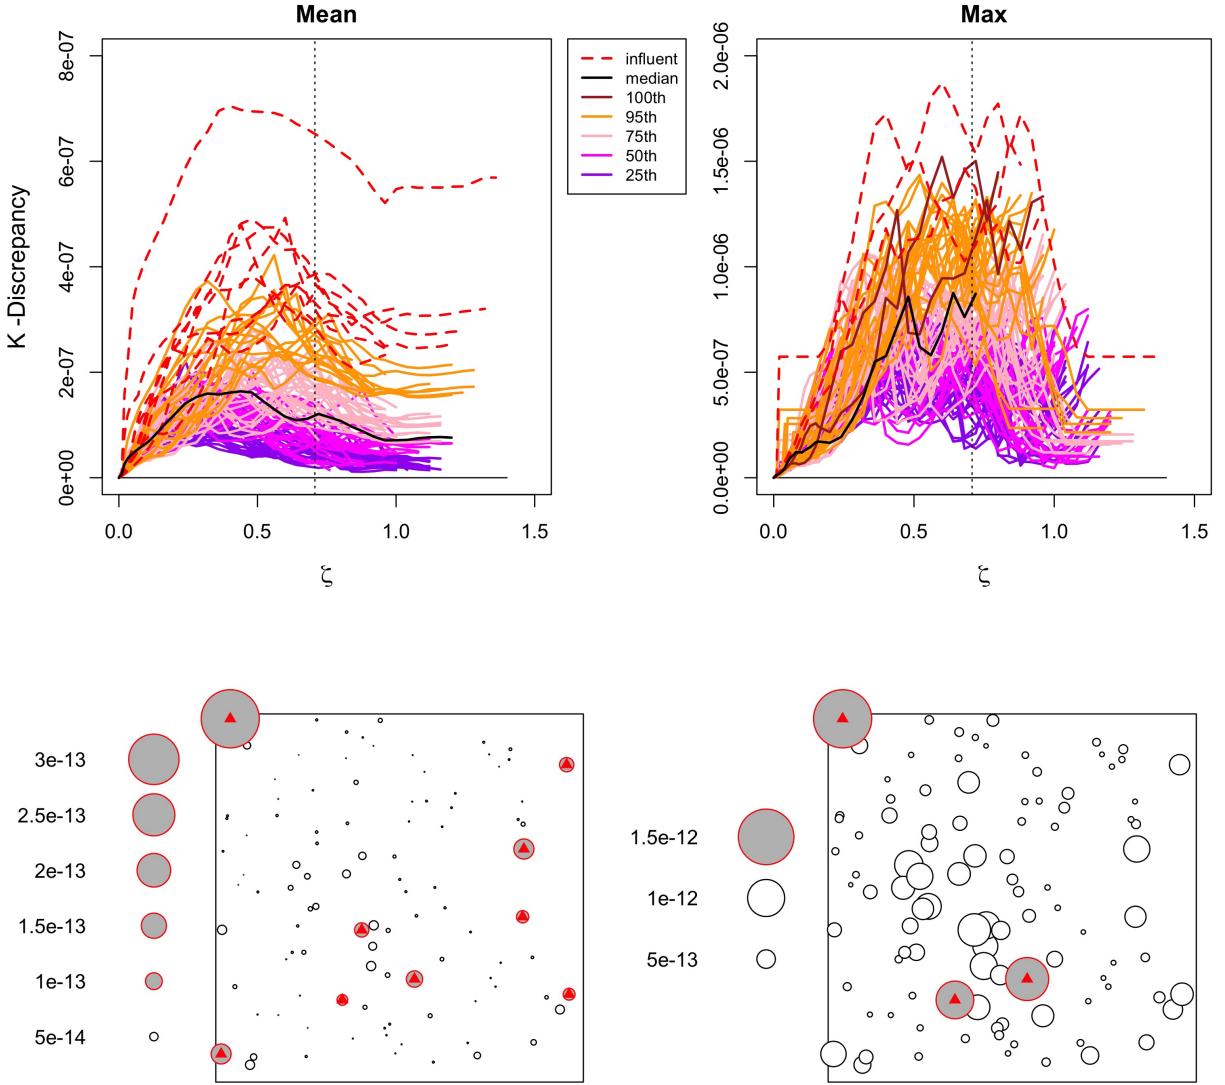 Mean
Max
K -Discrepancy
8e-07
6e-07
4e-07
2e-07
0e+00
0.0
0.5
1.0
1.5
ζ
influent
median
100th
95th
75th
50th
25th
2.0e-06
1.5e-06
1.0e-06
5.0e-07
0.0e+00
0.0
0.5
1.0
1.5
ζ
3e-13
2.5e-13
2e-13
1.5e-13
1e-13
5e-14
1.5e-12
1e-12
5e-13